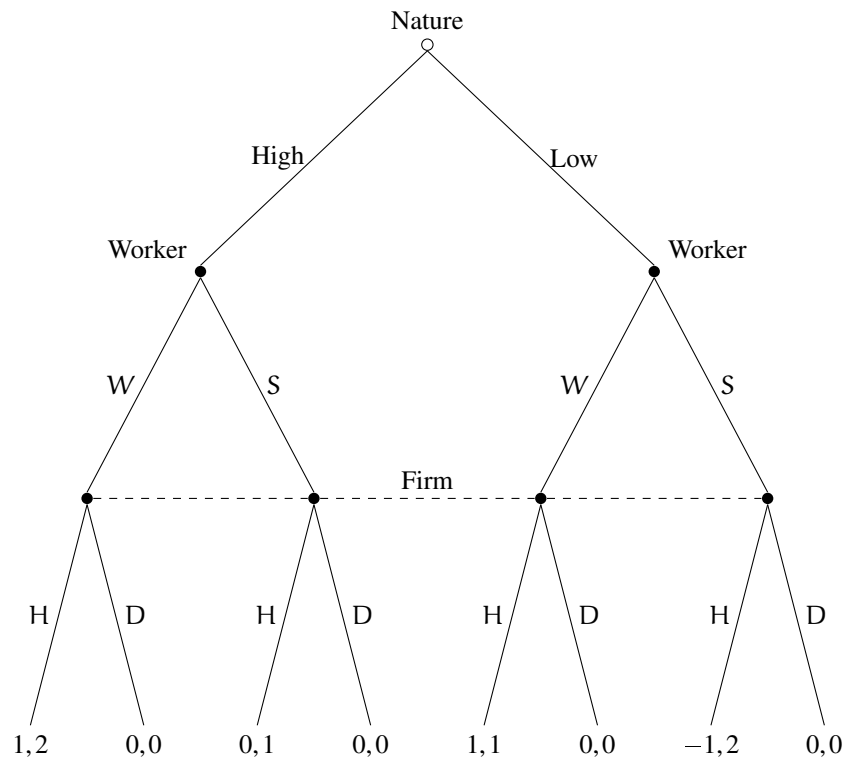 Nature
High Low
Worker Worker
W S W S
Firm
H D H D H D H D
1,2 0,0 0,1 0,0 1,1 0,0 −1,2 0,0